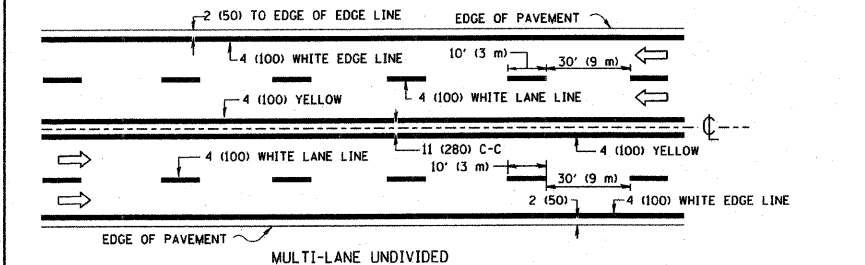 2 (50) TO EDGE OF EDGE LINE
EDGE OF PAVEMENT
4 (100) WHITE EDGE LINE
10' (3 m)
30' (9 m)
4 (100) YELLOW
4 (100) WHITE LANE LINE
℄
4 (100) WHITE LANE LINE
11 (280) C-C
4 (100) YELLOW
10' (3 m)
30' (9 m)
2 (50)
4 (100) WHITE EDGE LINE
EDGE OF PAVEMENT
MULTI-LANE UNDIVIDED